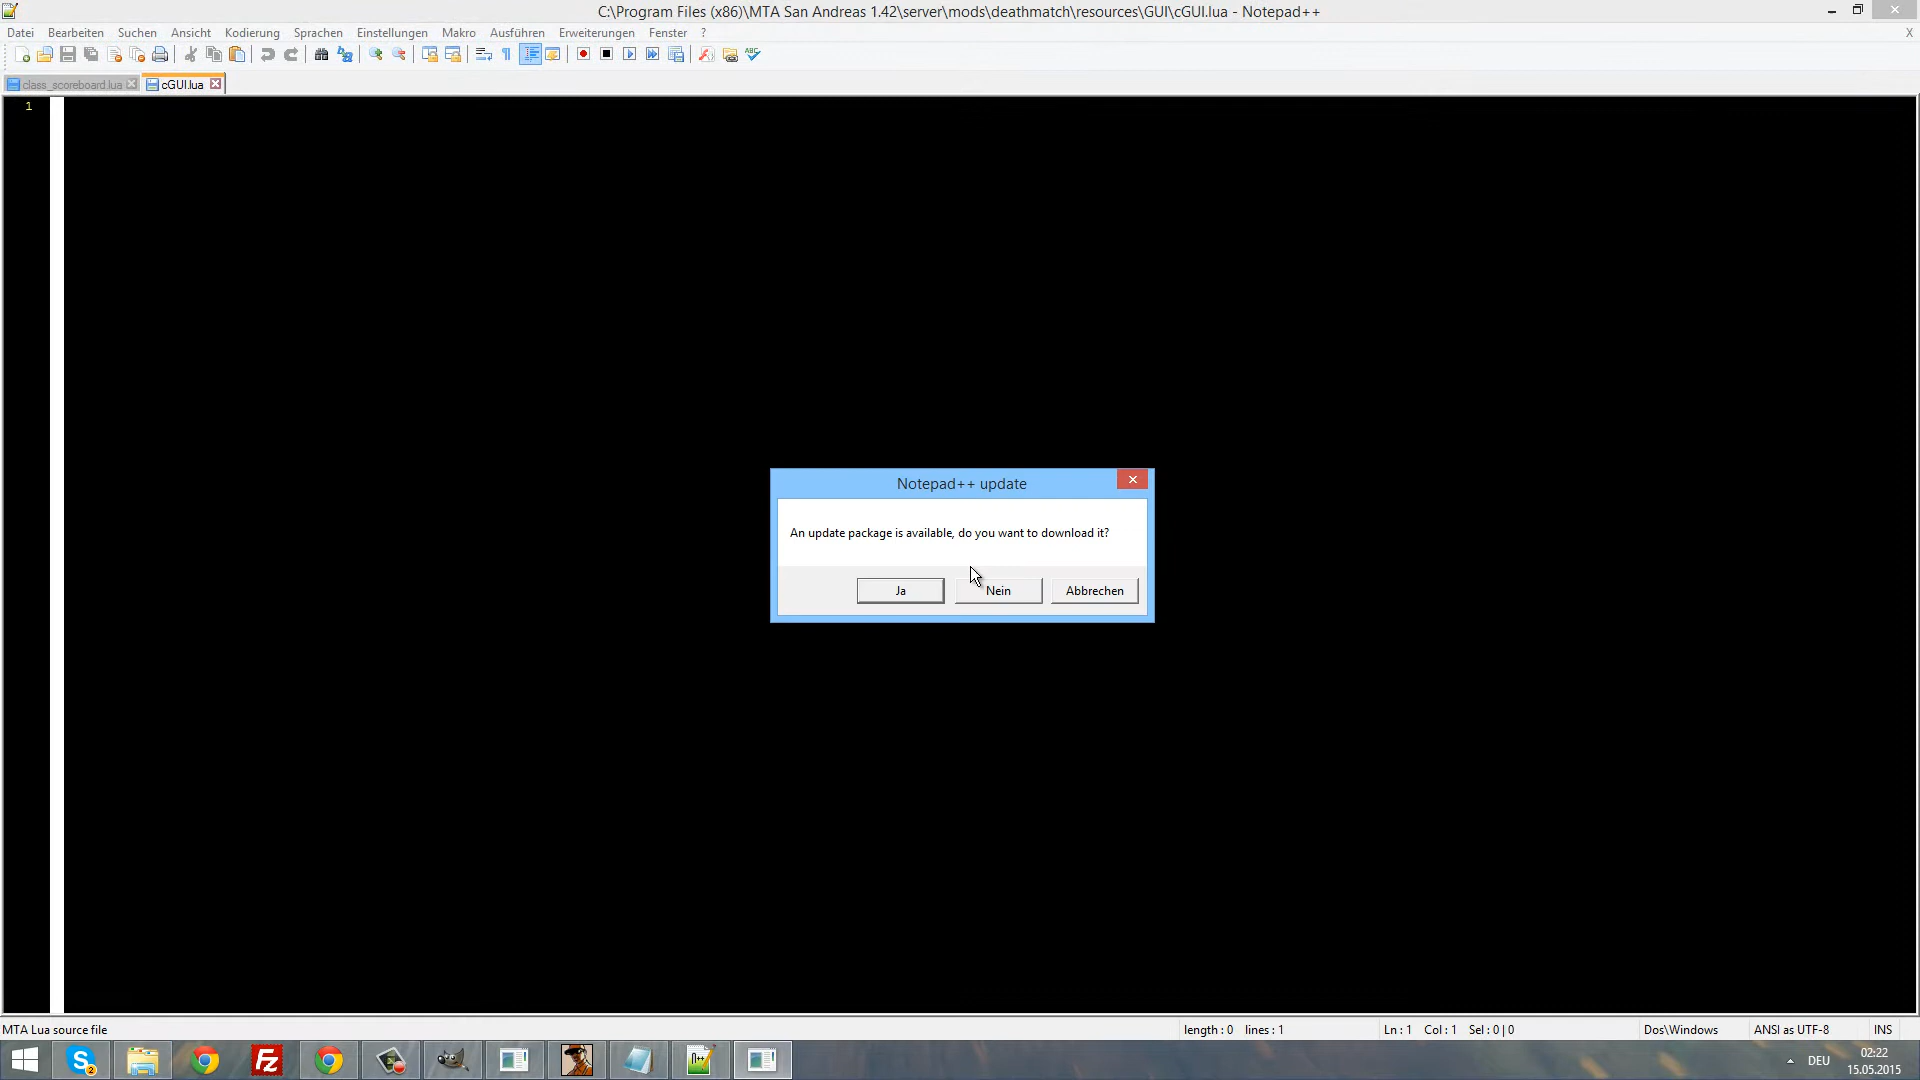 C:\Program Files (x86)\MTA San Andreas 1.42\server\mods\deathmatch\resources\GUI\cGUI.lua - Notepad++
Datei Bearbeiten Suchen Ansicht Kodierung Sprachen Einstellungen Makro Ausführen Erweiterungen Fenster ? X
class_scoreboard.lua cGUI.lua
1
Notepad++ update
An update package is available, do you want to download it?
Ja Nein Abbrechen
MTA Lua source file length : 0 lines : 1 Ln : 1 Col : 1 Sel : 0 | 0 Dos\Windows ANSI as UTF-8 INS
DEU 02:22
15.05.2015